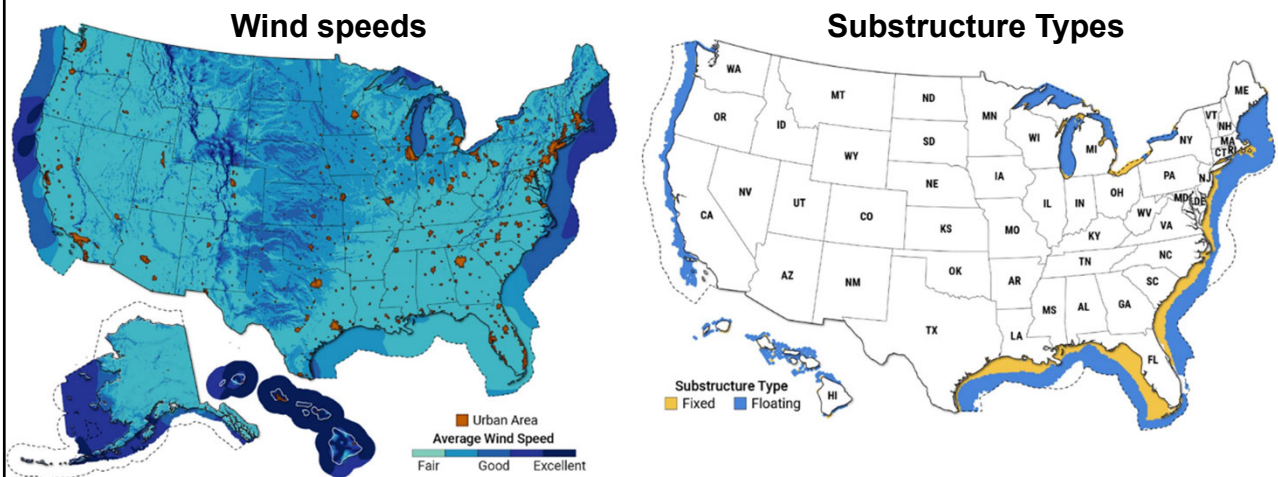 Wind speeds
Urban Area
Average Wind Speed
Fair Good Excellent
Substructure Types
WA
MT
ND
MN
ME
OR
ID
SD
WI
MI
VT
NH
NY
MA
CT
RI
WY
NE
IA
PA
NJ
NV
UT
CO
IL
IN
OH
MD
DE
CA
KS
MO
WV
VA
KY
AZ
NM
OK
AR
TN
NC
SC
TX
LA
MS
AL
GA
FL
HI
Substructure Type
Fixed Floating